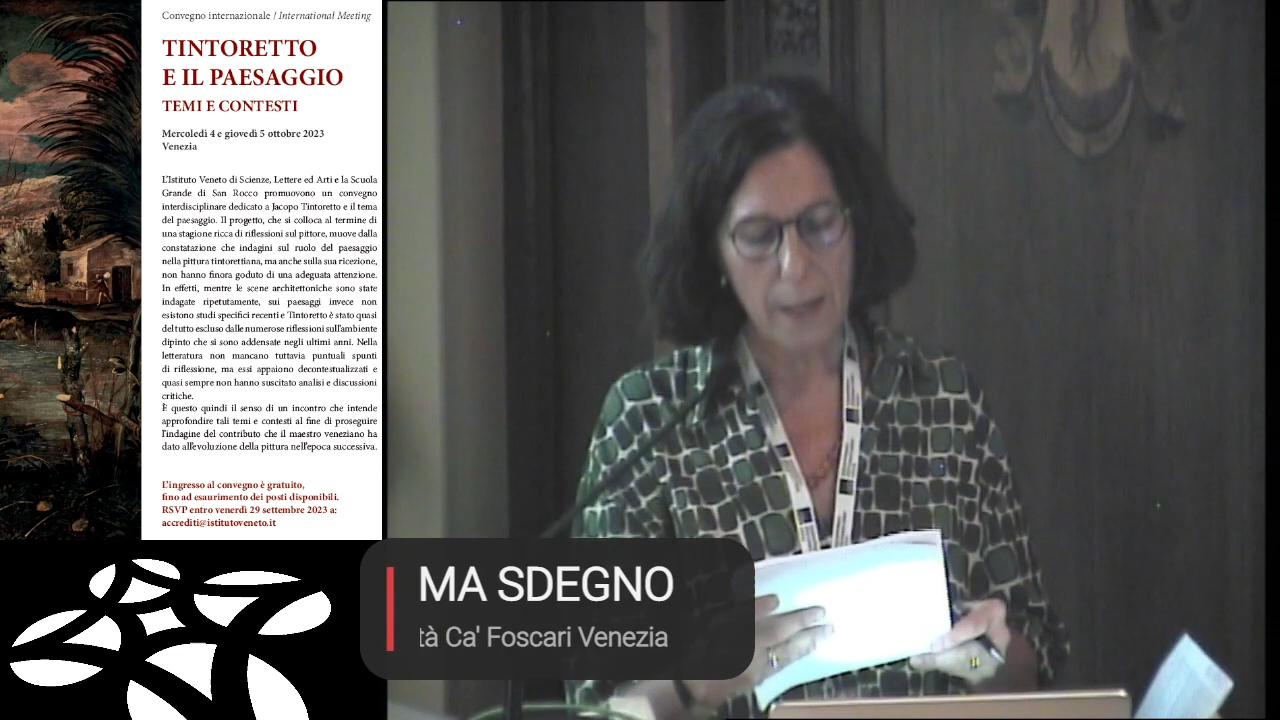 Convegno internazionale / International Meeting
TINTORETTO
E IL PAESAGGIO
TEMI E CONTESTI
Mercoledì 4 e giovedì 5 ottobre 2023
Venezia
L'Istituto Veneto di Scienze, Lettere ed Arti e la Scuola
Grande di San Rocco promuovono un convegno
interdisciplinare dedicato a Jacopo Tintoretto e il tema
del paesaggio. Il progetto, che si colloca al termine di
una stagione ricca di riflessioni sul pittore, muove dalla
constatazione che indagini sul ruolo del paesaggio
nella pittura tintorettiana, ma anche sulla sua ricezione,
non hanno finora goduto di una adeguata attenzione.
In effetti, mentre le scene architettoniche sono state
indagate ripetutamente, sui paesaggi invece non
esistono studi specifici recenti e Tintoretto è stato quasi
del tutto escluso dalle numerose riflessioni sull'ambiente
dipinto che si sono addensate negli ultimi anni. Nella
letteratura non mancano tuttavia puntuali spunti
di riflessione, ma essi appaiono decontestualizzati e
quasi sempre non hanno suscitato analisi e discussioni
critiche.
È questo quindi il senso di un incontro che intende
approfondire tali temi e contesti al fine di proseguire
l'indagine del contributo che il maestro veneziano ha
dato all'evoluzione della pittura nell'epoca successiva.
L'ingresso al convegno è gratuito,
fino ad esaurimento dei posti disponibili.
RSVP entro venerdì 29 settembre 2023 a:
accrediti@istitutoveneto.it
MA SDEGNO
tà Ca' Foscari Venezia